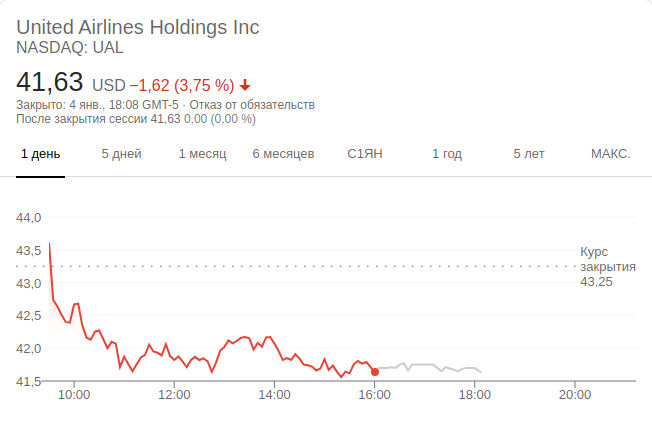 United Airlines Holdings Inc
NASDAQ: UAL
41,63 USD −1,62 (3,75 %)
Закрыто: 4 янв., 18:08 GMT-5 · Отказ от обязательств
После закрытия сессии 41,63 0,00 (0,00 %)
1 день 5 дней 1 месяц 6 месяцев С1ЯН 1 год 5 лет МАКС.
44,0
43,5
43,0
42,5
42,0
41,5
Курс
закрытия
43,25
10:00 12:00 14:00 16:00 18:00 20:00